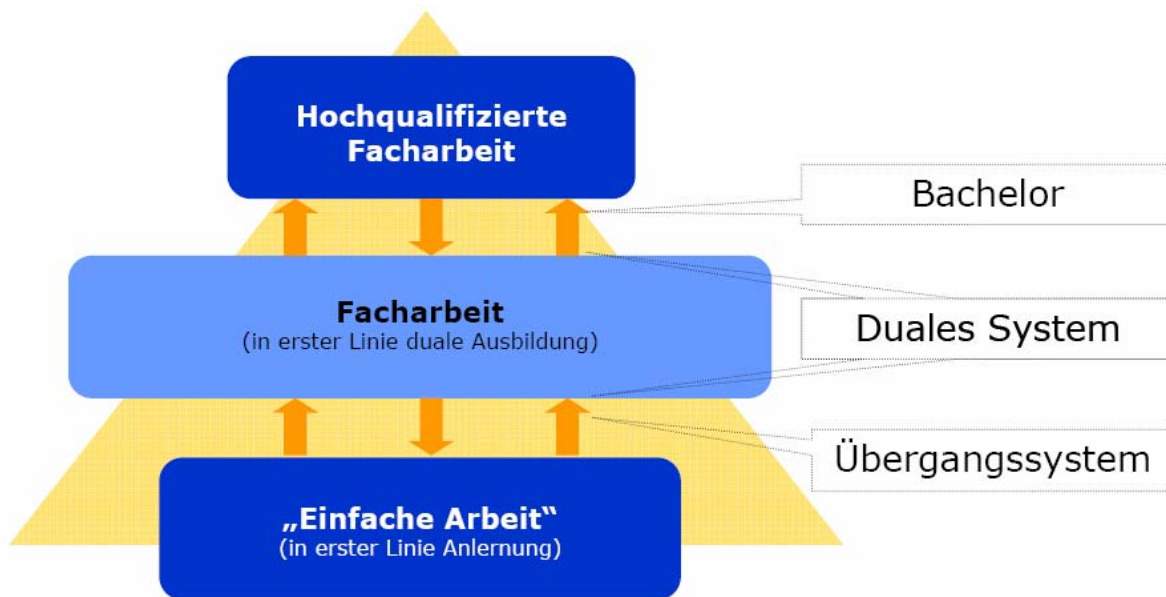 Hochqualifizierte
Facharbeit
Bachelor
Facharbeit
(in erster Linie duale Ausbildung)
Duales System
Übergangssystem
„Einfache Arbeit“
(in erster Linie Anlernung)